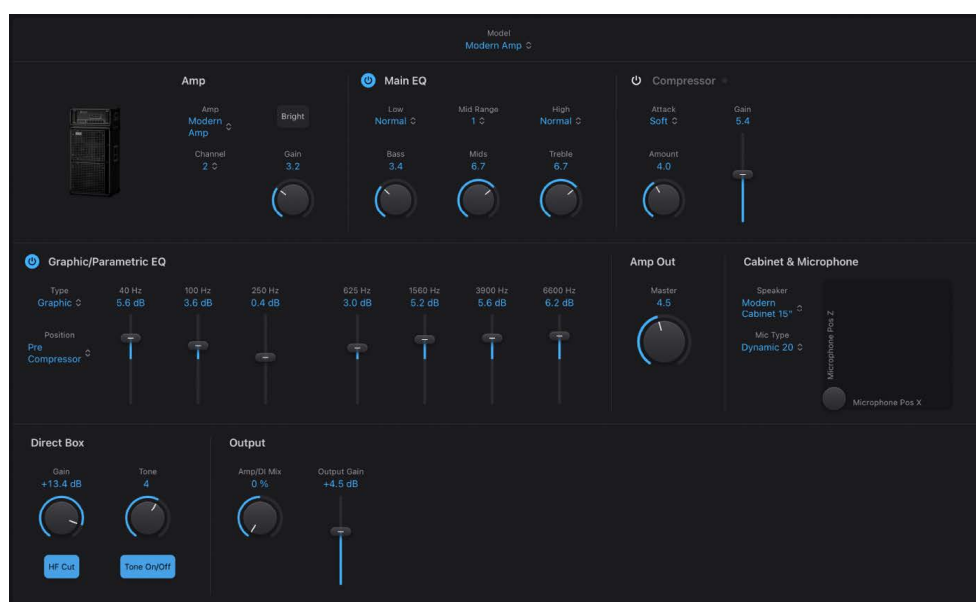 Model
Modern Amp
Amp
Main EQ
Compressor
Amp
Modern
Amp
Bright
Low
Normal
Mid Range
1
High
Normal
Attack
Soft
Gain
5.4
Channel
2
Gain
3.2
Bass
3.4
Mids
6.7
Treble
6.7
Amount
4.0
Graphic/Parametric EQ
Amp Out
Cabinet & Microphone
Type
Graphic
40 Hz
5.6 dB
100 Hz
3.6 dB
250 Hz
0.4 dB
625 Hz
3.0 dB
1560 Hz
5.2 dB
3900 Hz
5.6 dB
6600 Hz
6.2 dB
Master
4.5
Speaker
Modern
Cabinet 15"
Position
Pre
Compressor
Mic Type
Dynamic 20
Microphone Pos Z
Microphone Pos X
Direct Box
Output
Gain
+13.4 dB
Tone
4
Amp/DI Mix
0 %
Output Gain
+4.5 dB
HF Cut
Tone On/Off